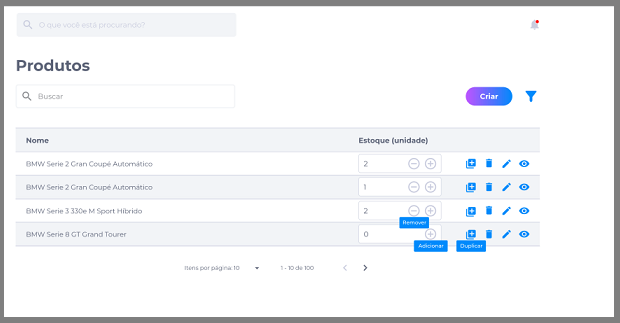 O que você está procurando?
Produtos
Buscar
Criar
Nome Estoque (unidade)
BMW Serie 2 Gran Coupé Automático 2
BMW Serie 2 Gran Coupé Automático 1
BMW Serie 3 330e M Sport Híbrido 2
Remover
BMW Serie 8 GT Grand Tourer 0
Adicionar Duplicar
Itens por página: 10 1 - 10 de 100